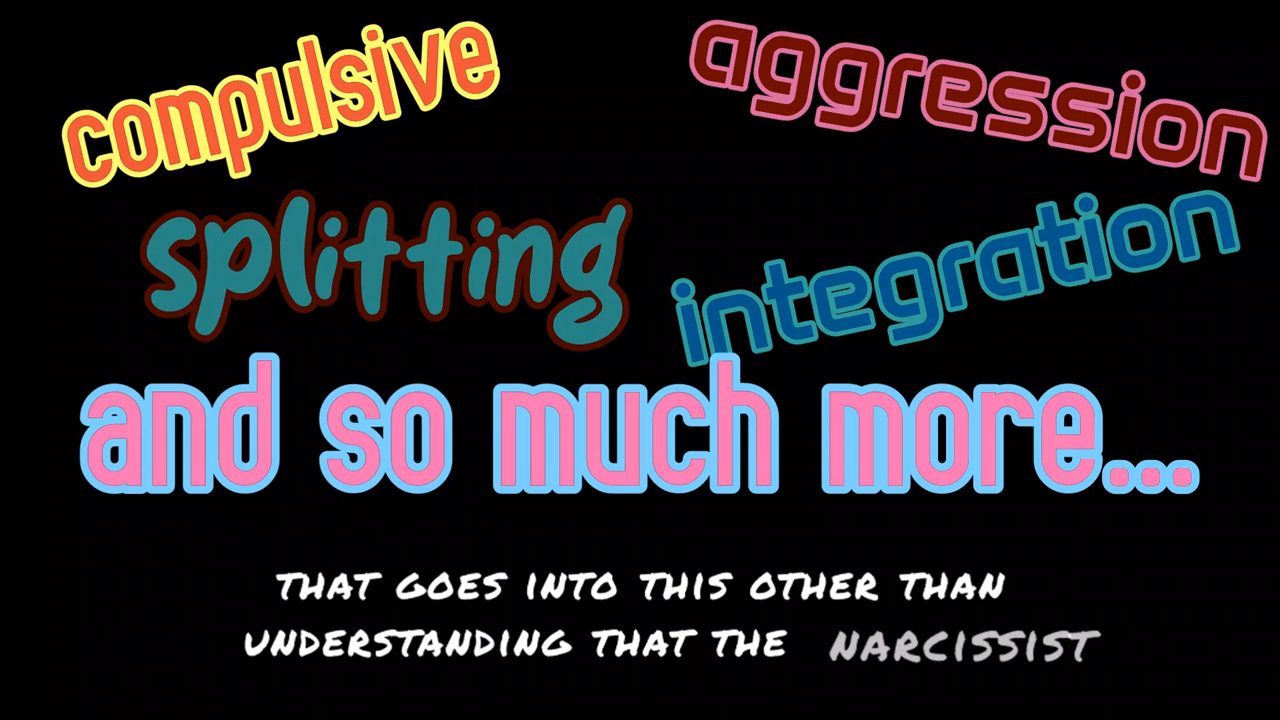 compulsive
aggression
splitting
integration
and so much more...
THAT GOES INTO THIS OTHER THAN
UNDERSTANDING THAT THE NARCISSIST